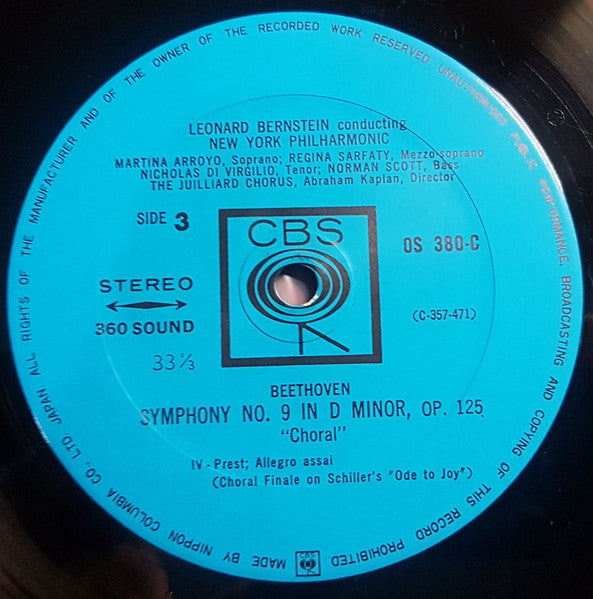 MADE BY NIPPON COLUMBIA CO., LTD JAPAN ALL RIGHTS OF THE MANUFACTURER AND OF THE OWNER OF THE RECORDED WORK RESERVED UNAUTHORISED PUBLIC PERFORMANCE, BROADCASTING AND COPYING OF THIS RECORD PROHIBITED
LEONARD BERNSTEIN conducting
NEW YORK PHILHARMONIC
MARTINA ARROYO, Soprano; REGINA SARFATY, Mezzo-soprano
NICHOLAS DI VIRGILIO, Tenor; NORMAN SCOTT, Bass
THE JUILLIARD CHORUS, Abraham Kaplan, Director
SIDE 3
CBS
OS 380-C
STEREO
360 SOUND
(C-357-471)
33⅓
BEETHOVEN
SYMPHONY NO. 9 IN D MINOR, OP. 125
"Choral"
IV - Prest; Allegro assai
(Choral Finale on Schiller's "Ode to Joy")
CBS